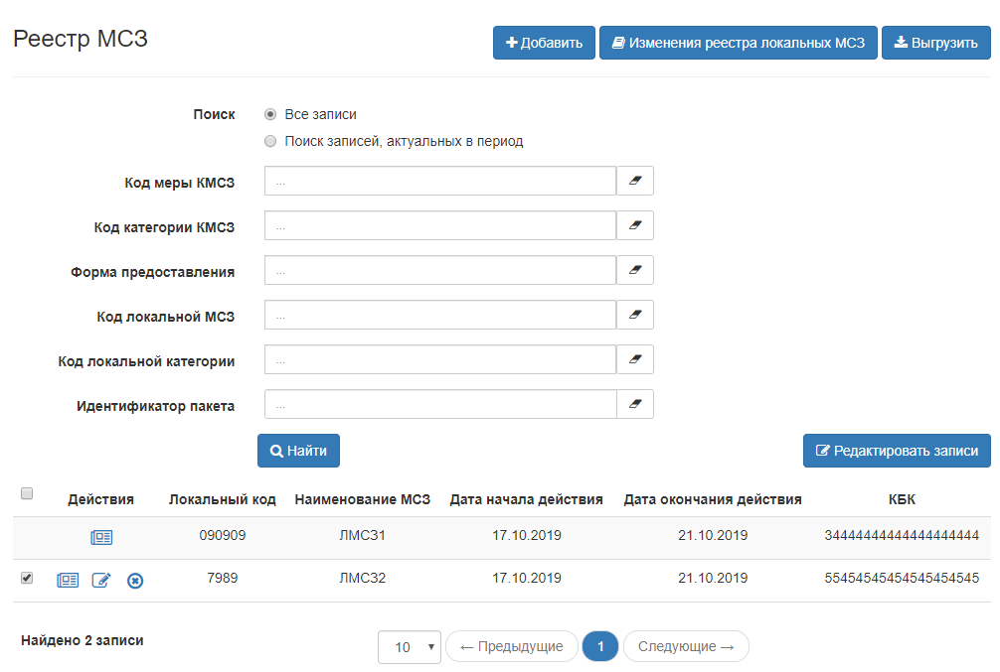 Реестр МСЗ
Добавить Изменения реестра локальных МСЗ Выгрузить
Поиск Все записи
Поиск записей, актуальных в период
Код меры КМСЗ ...
Код категории КМСЗ ...
Форма предоставления ...
Код локальной МСЗ ...
Код локальной категории ...
Идентификатор пакета ...
Найти Редактировать записи
Действия Локальный код Наименование МСЗ Дата начала действия Дата окончания действия КБК
090909 ЛМСЗ1 17.10.2019 21.10.2019 34444444444444444444
7989 ЛМСЗ2 17.10.2019 21.10.2019 55454545454545454545
Найдено 2 записи 10 ← Предыдущие 1 Следующие →